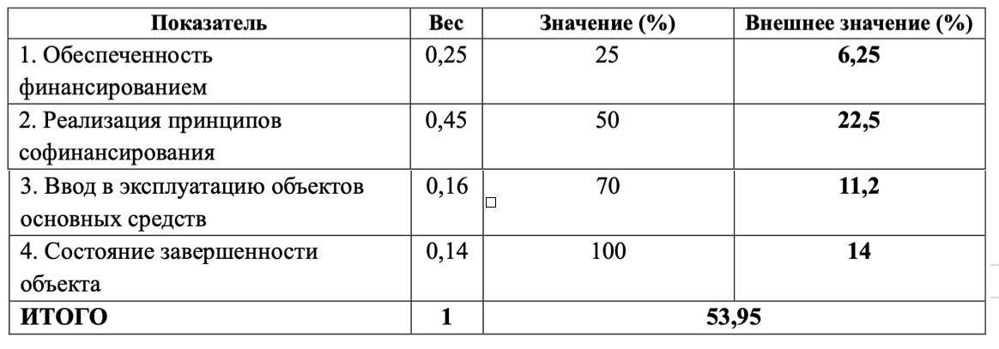 Показатель Вес Значение (%) Внешнее значение (%)
1. Обеспеченность 0,25 25 6,25
финансированием
2. Реализация принципов 0,45 50 22,5
софинансирования
3. Ввод в эксплуатацию объектов 0,16 70 11,2
основных средств
4. Состояние завершенности 0,14 100 14
объекта
ИТОГО 1 53,95